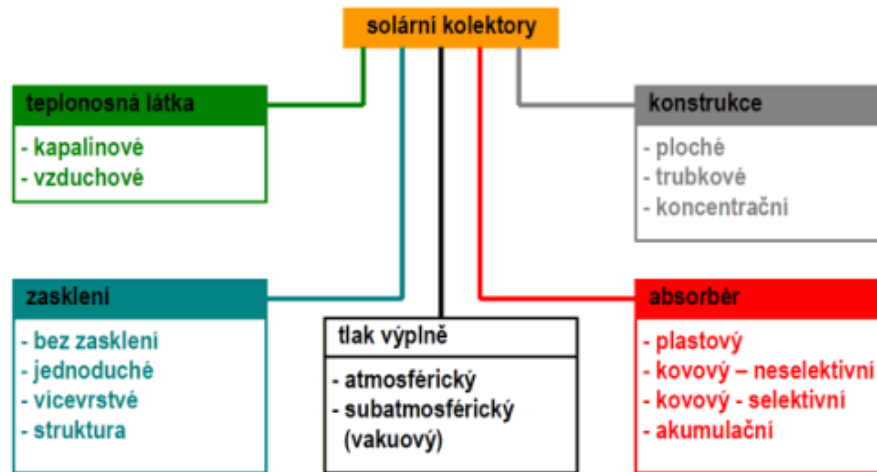 solární kolektory
teplonosná látka
- kapalinové
- vzduchové
konstrukce
- ploché
- trubkové
- koncentrační
zasklení
- bez zasklení
- jednoduché
- vícevrstvé
- struktura
tlak výplně
- atmosférický
- subatmosférický
(vakuový)
absorbér
- plastový
- kovový – neselektivní
- kovový - selektivní
- akumulační